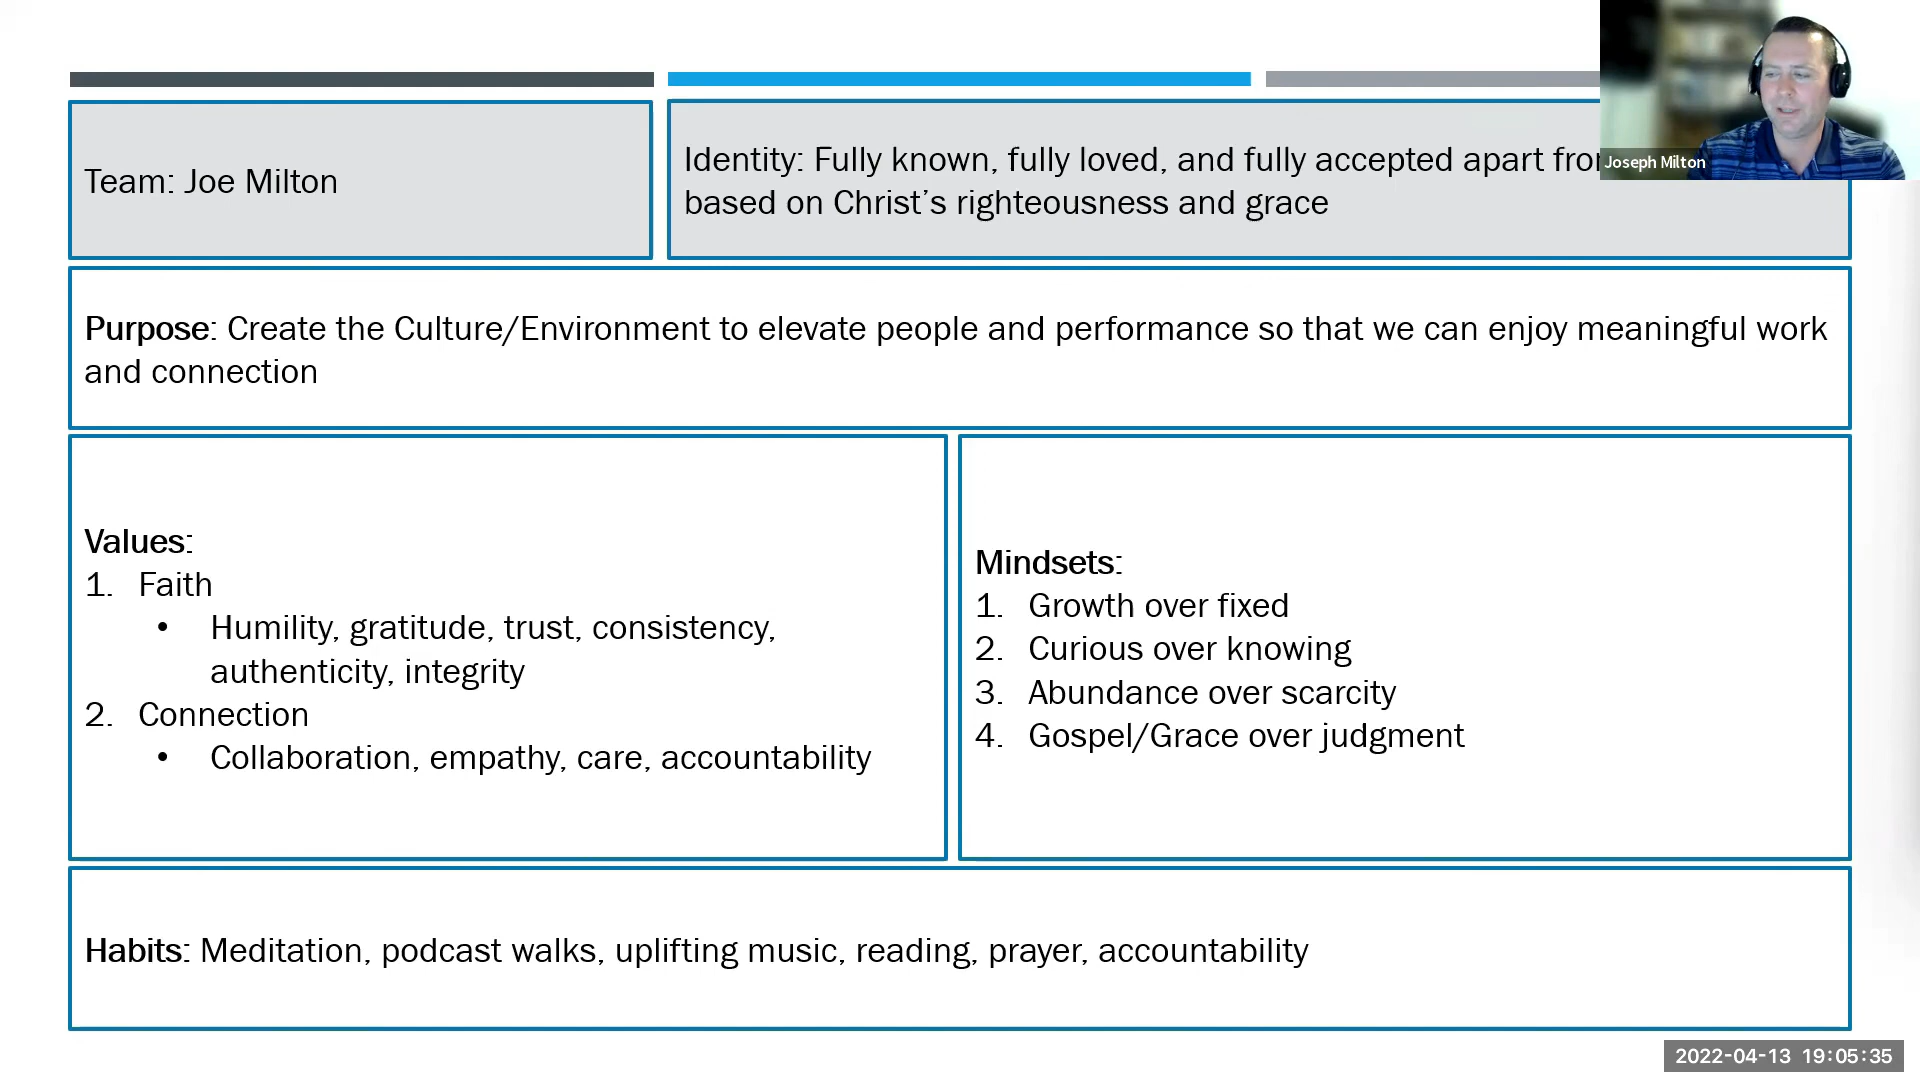 Team: Joe Milton
Identity: Fully known, fully loved, and fully accepted apart
based on Christ’s righteousness and grace
Joseph Milton
Purpose: Create the Culture/Environment to elevate people and performance so that we can enjoy meaningful work
and connection
Values:
1. Faith
• Humility, gratitude, trust, consistency,
authenticity, integrity
2. Connection
• Collaboration, empathy, care, accountability
Mindsets:
1. Growth over fixed
2. Curious over knowing
3. Abundance over scarcity
4. Gospel/Grace over judgment
Habits: Meditation, podcast walks, uplifting music, reading, prayer, accountability
2022-04-13 19:05:35